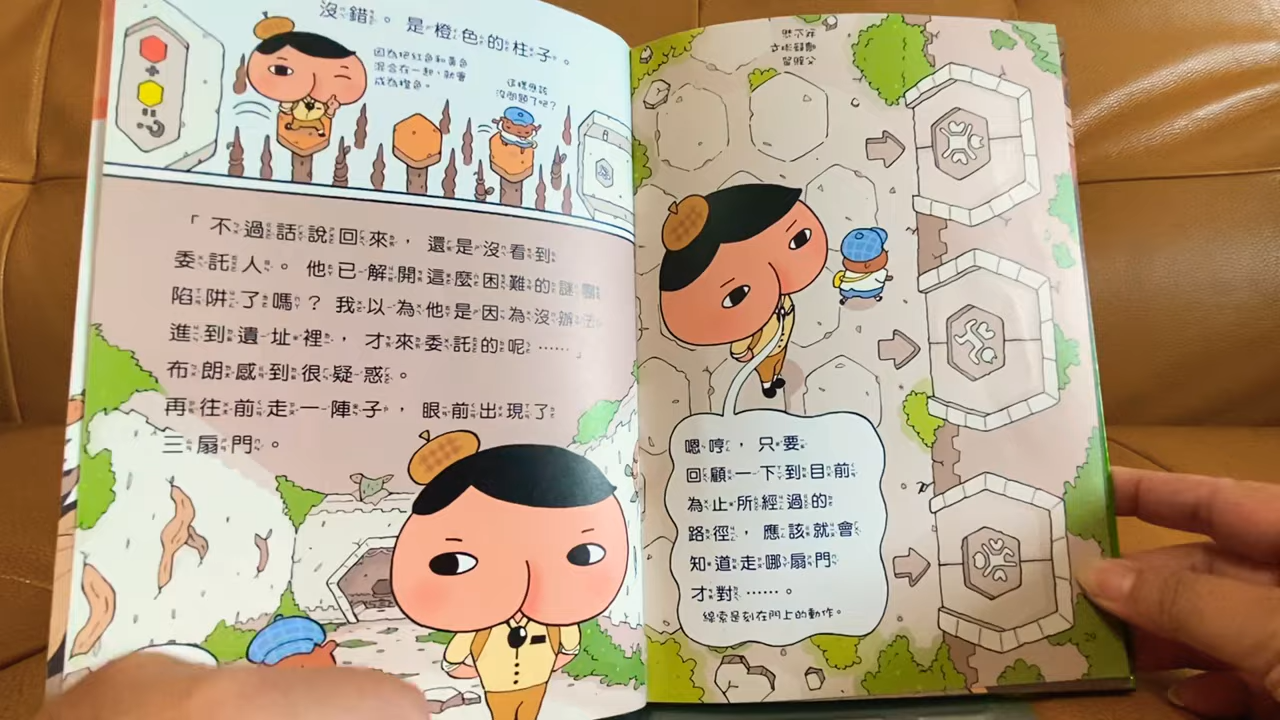 沒錯。是橙色的柱子。
因為把紅色和黃色
混合在一起,就會
成為橙色。
這樣應該
沒問題了吧?
「不過話說回來,還是沒看到
委託人。他已解開這麼困難的謎題
陷阱了嗎?我以為他是因為沒辦法
進到遺址裡,才來委託的呢……」
布朗感到很疑惑。
再往前走一陣子,眼前出現了
三扇門。
嗯哼,只要
回顧一下到目前
為止所經過的
路徑,應該就會
知道走哪扇門
才對……。
線索是刻在門上的動作。
29